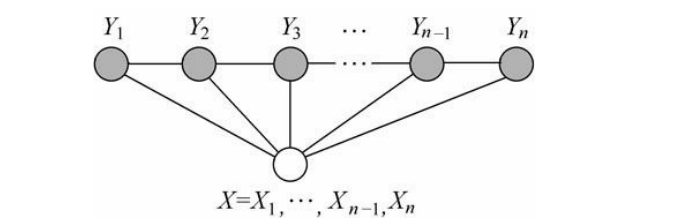 Y₁ Y₂ Y₃ ⋯ Yₙ₋₁ Yₙ
⋯
X=X₁,⋯, Xₙ₋₁,Xₙ